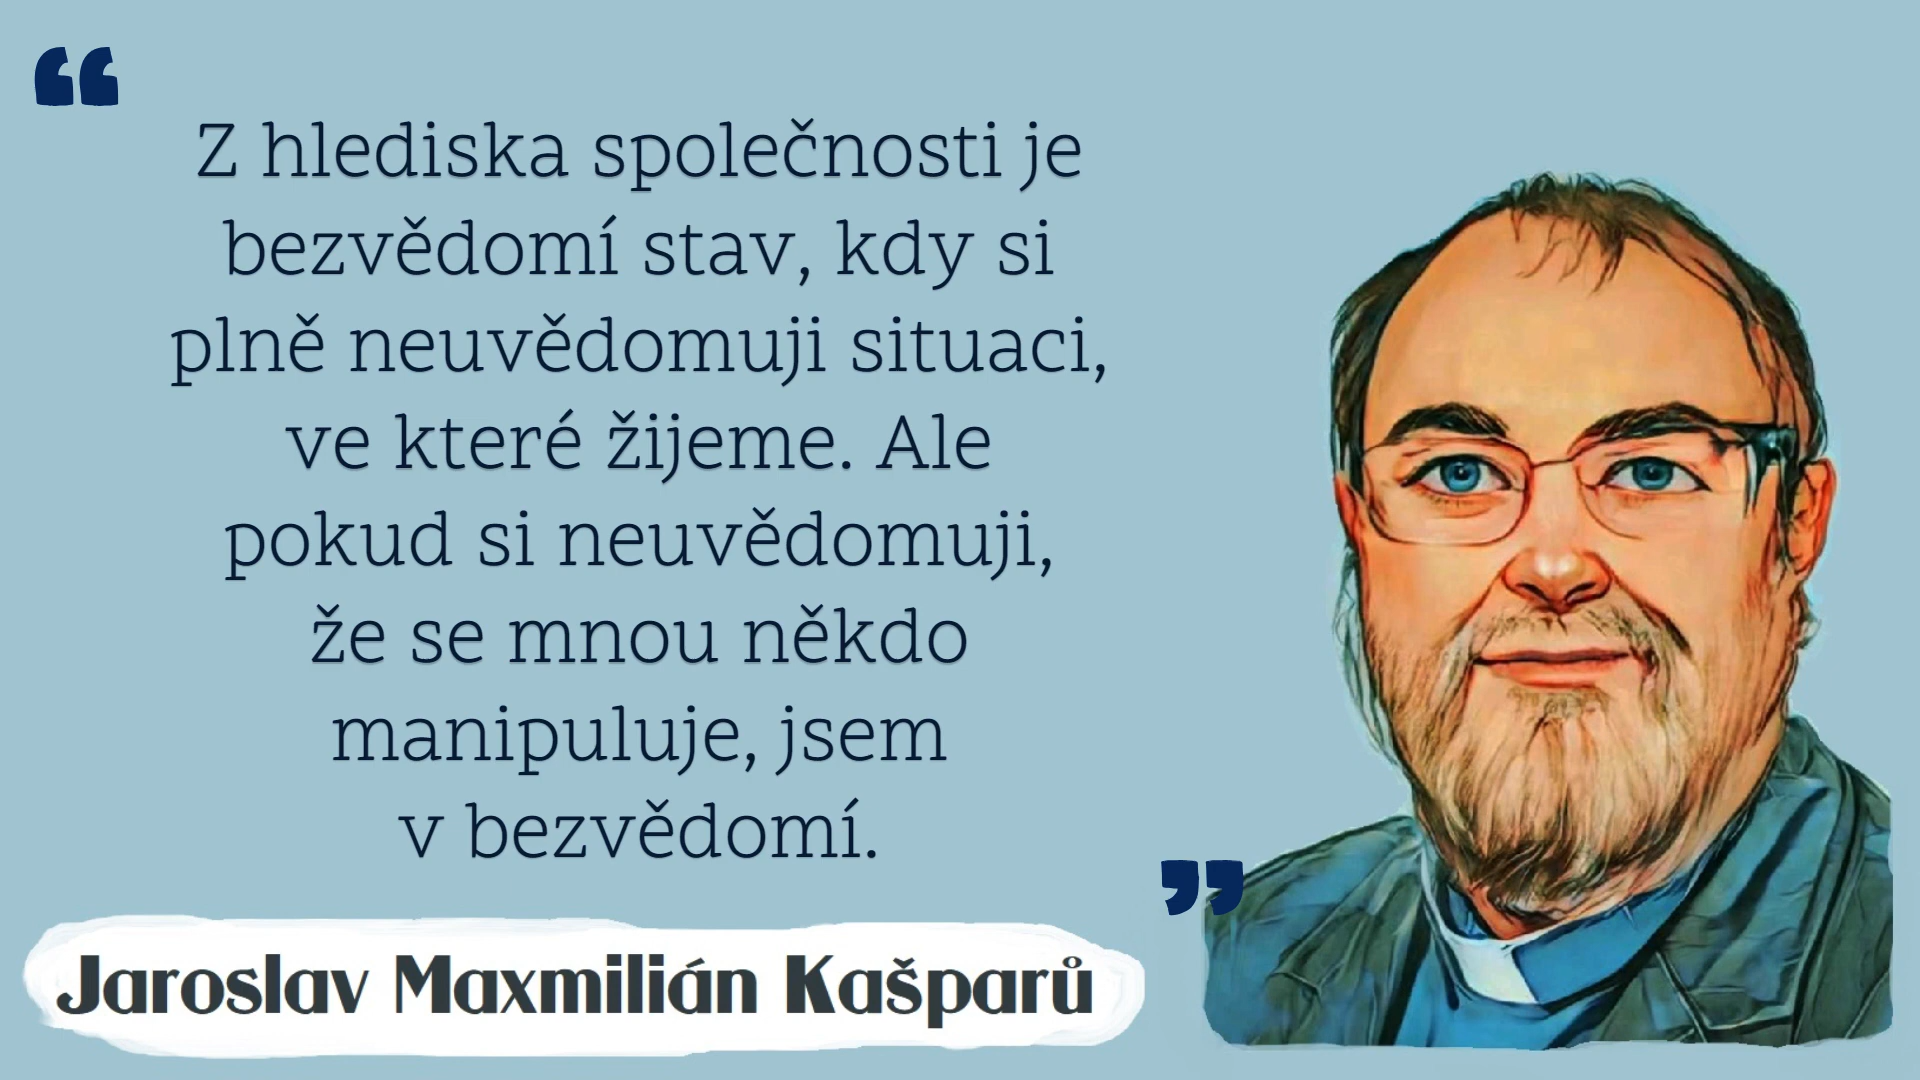 “
Z hlediska společnosti je
bezvědomí stav, kdy si
plně neuvědomuji situaci,
ve které žijeme. Ale
pokud si neuvědomuji,
že se mnou někdo
manipuluje, jsem
v bezvědomí.
”
Jaroslav Maxmilián Kašparů